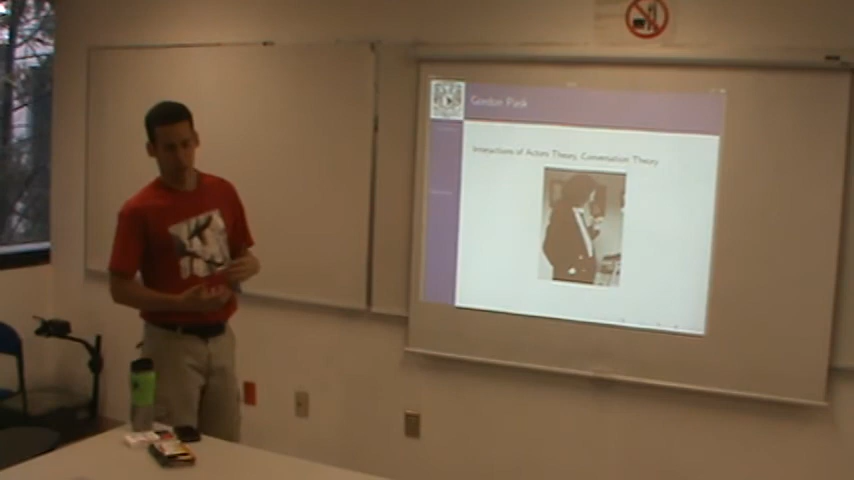 Gordon Pask
Interactions of Actors Theory, Conversation Theory